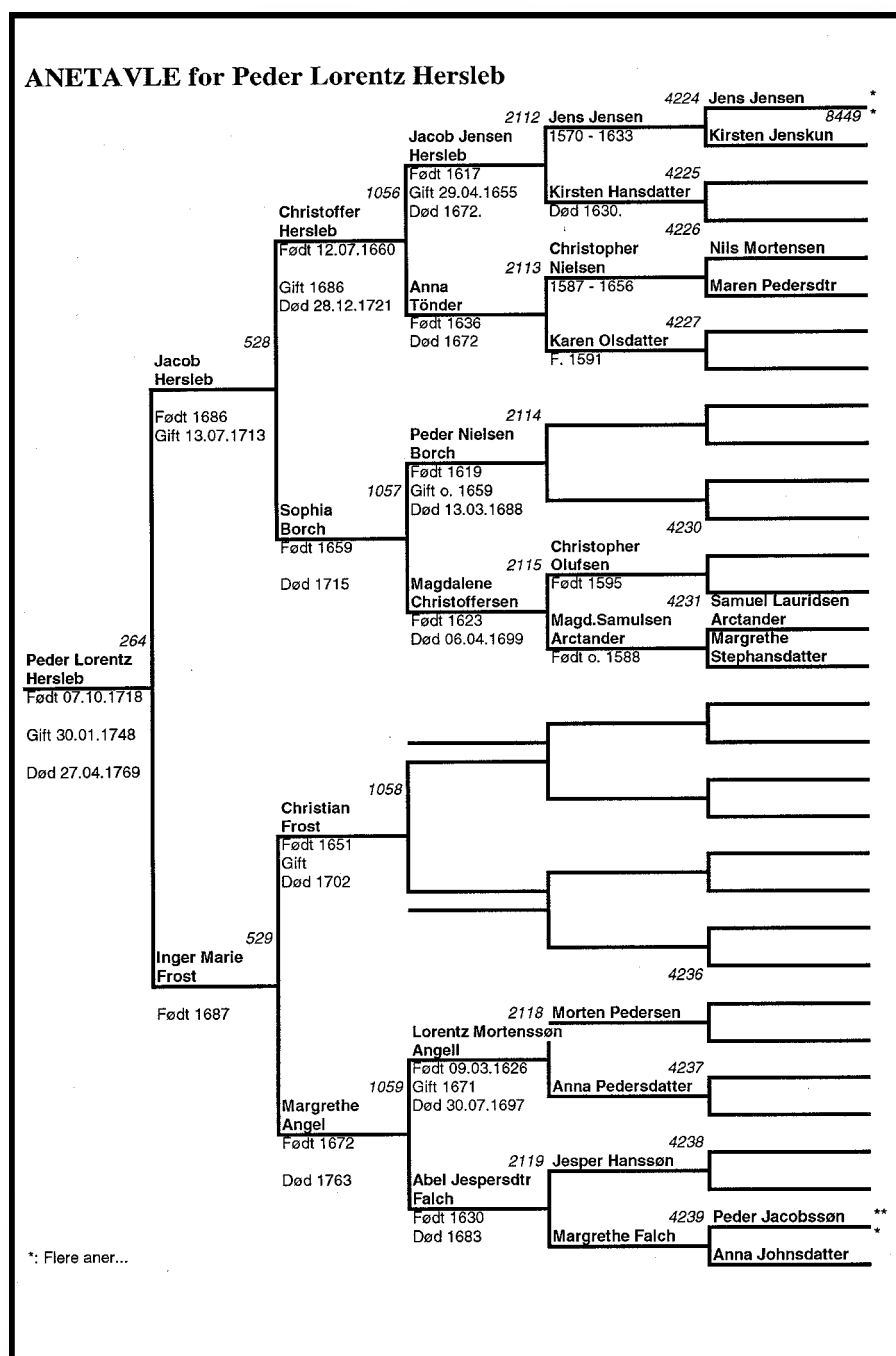 ANETAVLE for Peder Lorentz Hersleb
264
Peder Lorentz
Hersleb
Født 07.10.1718
Gift 30.01.1748
Død 27.04.1769
528
Jacob
Hersleb
Født 1686
Gift 13.07.1713
529
Inger Marie
Frost
Født 1687
1056
Christoffer
Hersleb
Født 12.07.1660
Gift 1686
Død 28.12.1721
1057
Sophia
Borch
Født 1659
Død 1715
1058
Christian
Frost
Født 1651
Gift
Død 1702
1059
Margrethe
Angel
Født 1672
Død 1763
2112
Jacob Jensen
Hersleb
Født 1617
Gift 29.04.1655
Død 1672.
2113
Anna
Tönder
Født 1636
Død 1672
2114
Peder Nielsen
Borch
Født 1619
Gift o. 1659
Død 13.03.1688
2115
Magdalene
Christoffersen
Født 1623
Død 06.04.1699
2118
Lorentz Mortenssøn
Angell
Født 09.03.1626
Gift 1671
Død 30.07.1697
2119
Abel Jespersdtr
Falch
Født 1630
Død 1683
4224
Jens Jensen
1570 - 1633
4225
Kirsten Hansdatter
Død 1630.
4226
Christopher
Nielsen
1587 - 1656
4227
Karen Olsdatter
F. 1591
4230
Christopher
Olufsen
Født 1595
4231
Magd.Samulsen
Arctander
Født o. 1588
4236
Morten Pedersen
4237
Anna Pedersdatter
4238
Jesper Hanssøn
4239
Margrethe Falch
Jens Jensen *
8449 *
Kirsten Jenskun
Nils Mortensen
Maren Pedersdtr
Samuel Lauridsen
Arctander
Margrethe
Stephansdatter
Peder Jacobssøn **
*
Anna Johnsdatter
*: Flere aner...